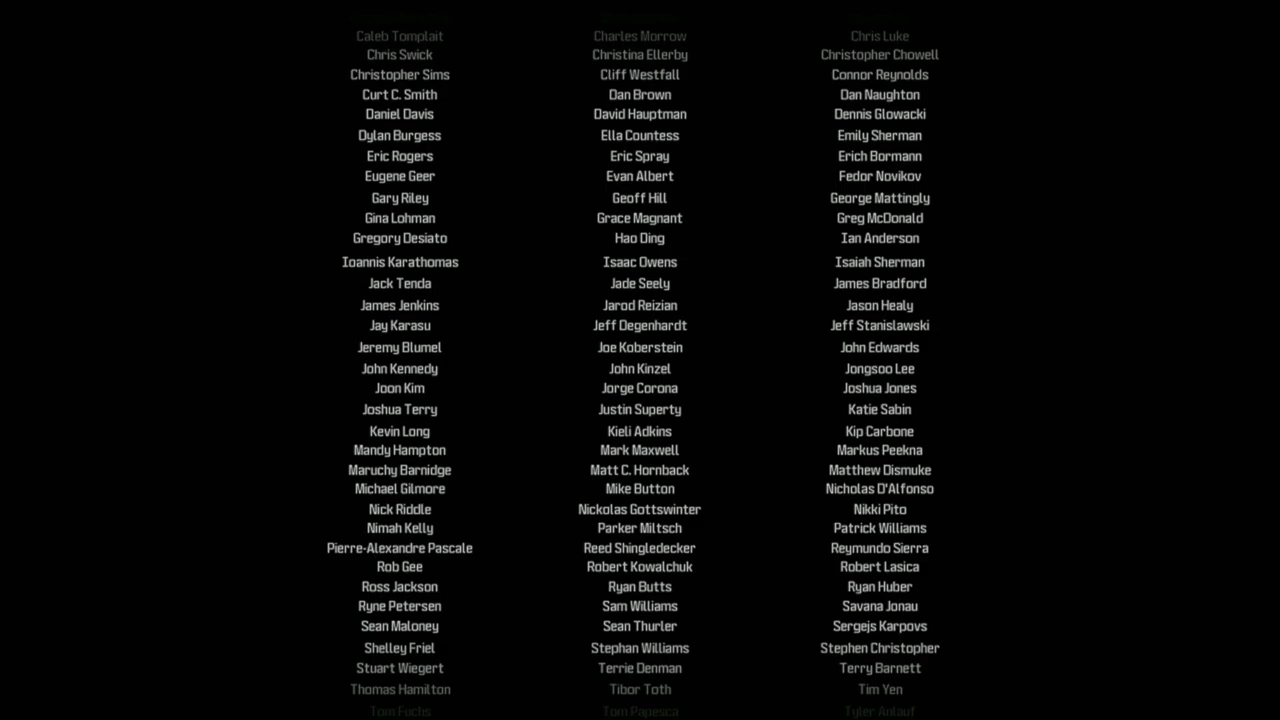 Caleb Tomplait Charles Morrow Chris Luke
Chris Swick Christina Ellerby Christopher Chowell
Christopher Sims Cliff Westfall Connor Reynolds
Curt C. Smith Dan Brown Dan Naughton
Daniel Davis David Hauptman Dennis Glowacki
Dylan Burgess Ella Countess Emily Sherman
Eric Rogers Eric Spray Erich Bormann
Eugene Geer Evan Albert Fedor Novikov
Gary Riley Geoff Hill George Mattingly
Gina Lohman Grace Magnant Greg McDonald
Gregory Desiato Hao Ding Ian Anderson
Ioannis Karathomas Isaac Owens Isaiah Sherman
Jack Tenda Jade Seely James Bradford
James Jenkins Jarod Reizian Jason Healy
Jay Karasu Jeff Degenhardt Jeff Stanislawski
Jeremy Blumel Joe Koberstein John Edwards
John Kennedy John Kinzel Jongsoo Lee
Joon Kim Jorge Corona Joshua Jones
Joshua Terry Justin Superty Katie Sabin
Kevin Long Kieli Adkins Kip Carbone
Mandy Hampton Mark Maxwell Markus Peekna
Maruchy Barnidge Matt C. Hornback Matthew Dismuke
Michael Gilmore Mike Button Nicholas D'Alfonso
Nick Riddle Nickolas Gottswinter Nikki Pito
Nimah Kelly Parker Miltsch Patrick Williams
Pierre-Alexandre Pascale Reed Shingledecker Reymundo Sierra
Rob Gee Robert Kowalchuk Robert Lasica
Ross Jackson Ryan Butts Ryan Huber
Ryne Petersen Sam Williams Savana Jonau
Sean Maloney Sean Thurler Sergejs Karpovs
Shelley Friel Stephan Williams Stephen Christopher
Stuart Wiegert Terrie Denman Terry Barnett
Thomas Hamilton Tibor Toth Tim Yen
Tom Fuchs Tom Papesca Tyler Anlauf